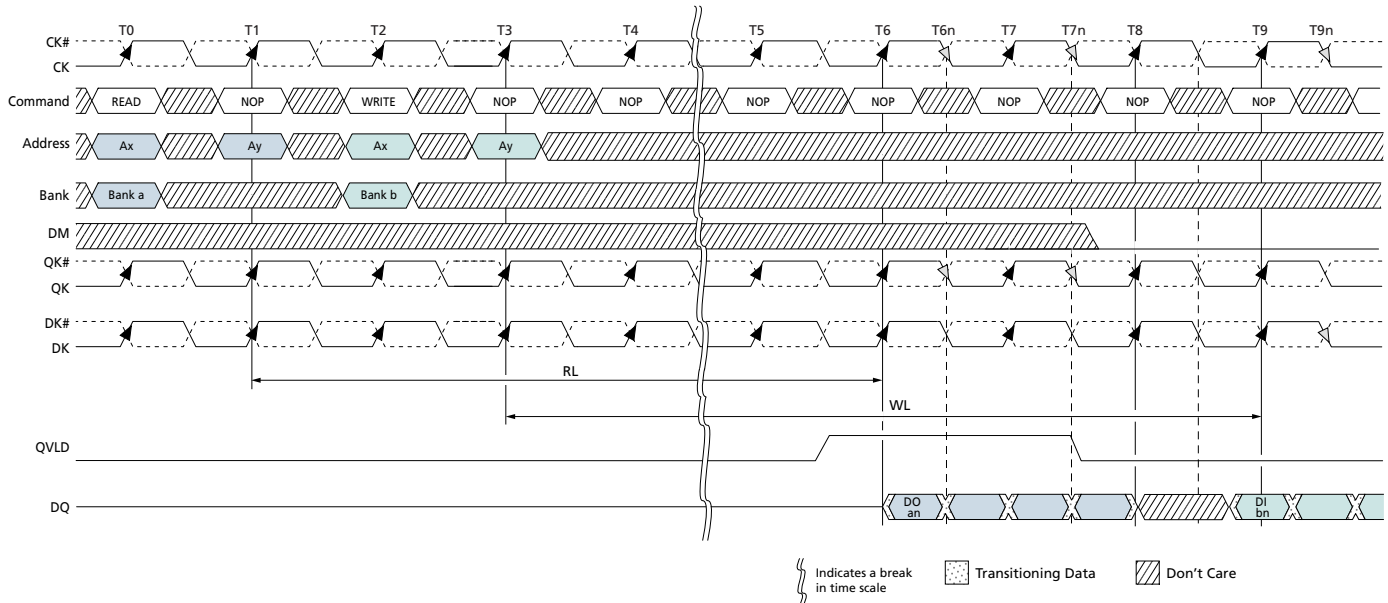 T0 T1 T2 T3 T4 T5 T6 T6n T7 T7n T8 T9 T9n
CK#
CK
Command READ NOP WRITE NOP NOP NOP NOP NOP NOP NOP
Address Ax Ay Ax Ay
Bank Bank a Bank b
DM
QK#
QK
DK#
DK
RL
WL
QVLD
DQ DO an DI bn
Indicates a break
in time scale
Transitioning Data
Don't Care